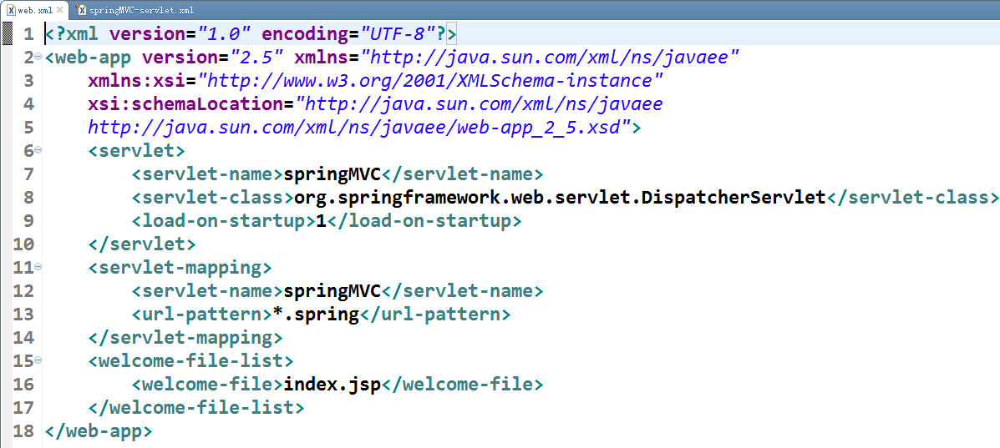 web.xml springMVC-servlet.xml
1 <?xml version="1.0" encoding="UTF-8"?>
2 <web-app version="2.5" xmlns="http://java.sun.com/xml/ns/javaee"
3 xmlns:xsi="http://www.w3.org/2001/XMLSchema-instance"
4 xsi:schemaLocation="http://java.sun.com/xml/ns/javaee
5 http://java.sun.com/xml/ns/javaee/web-app_2_5.xsd">
6 <servlet>
7 <servlet-name>springMVC</servlet-name>
8 <servlet-class>org.springframework.web.servlet.DispatcherServlet</servlet-class>
9 <load-on-startup>1</load-on-startup>
10 </servlet>
11 <servlet-mapping>
12 <servlet-name>springMVC</servlet-name>
13 <url-pattern>*.spring</url-pattern>
14 </servlet-mapping>
15 <welcome-file-list>
16 <welcome-file>index.jsp</welcome-file>
17 </welcome-file-list>
18 </web-app>